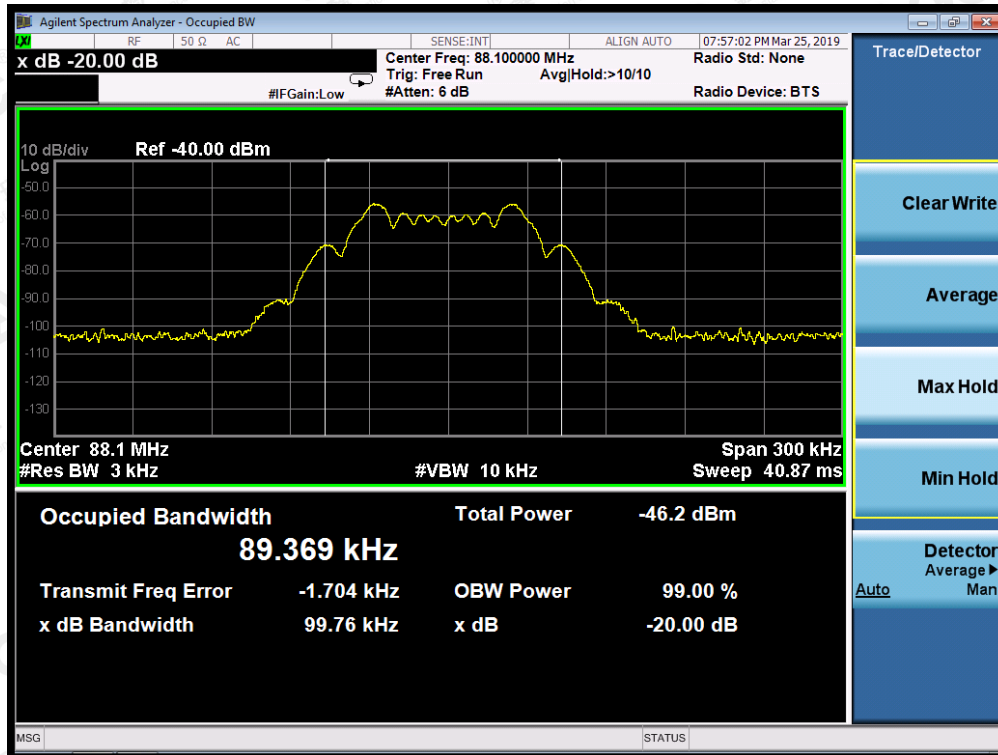 Agilent Spectrum Analyzer - Occupied BW
LXI RF 50 Ω AC SENSE:INT ALIGN AUTO 07:57:02 PM Mar 25, 2019
x dB -20.00 dB
Center Freq: 88.100000 MHz Radio Std: None
Trig: Free Run Avg|Hold:>10/10
#IFGain:Low #Atten: 6 dB Radio Device: BTS
10 dB/div Ref -40.00 dBm
Log
-50.0
-60.0
-70.0
-80.0
-90.0
-100
-110
-120
-130
Center 88.1 MHz Span 300 kHz
#Res BW 3 kHz #VBW 10 kHz Sweep 40.87 ms
Occupied Bandwidth Total Power -46.2 dBm
89.369 kHz
Transmit Freq Error -1.704 kHz OBW Power 99.00 %
x dB Bandwidth 99.76 kHz x dB -20.00 dB
MSG STATUS
Trace/Detector
Clear Write
Average
Max Hold
Min Hold
Detector
Average
Auto Man